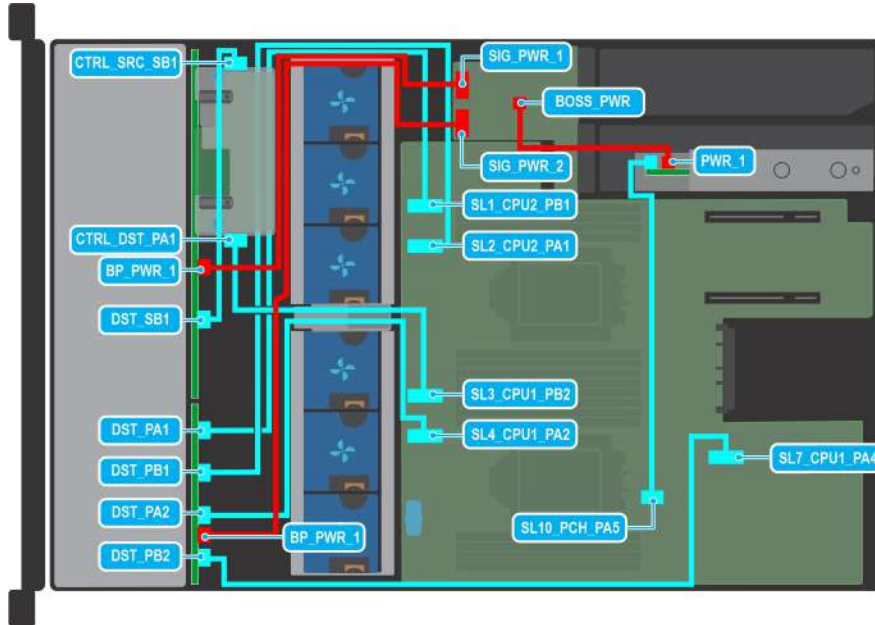 CTRL_SRC_SB1
SIG_PWR_1
BOSS_PWR
SIG_PWR_2
PWR_1
SL1_CPU2_PB1
CTRL_DST_PA1
SL2_CPU2_PA1
BP_PWR_1
DST_SB1
SL3_CPU1_PB2
DST_PA1
SL4_CPU1_PA2
SL7_CPU1_PA4
DST_PB1
DST_PA2
SL10_PCH_PA5
BP_PWR_1
DST_PB2